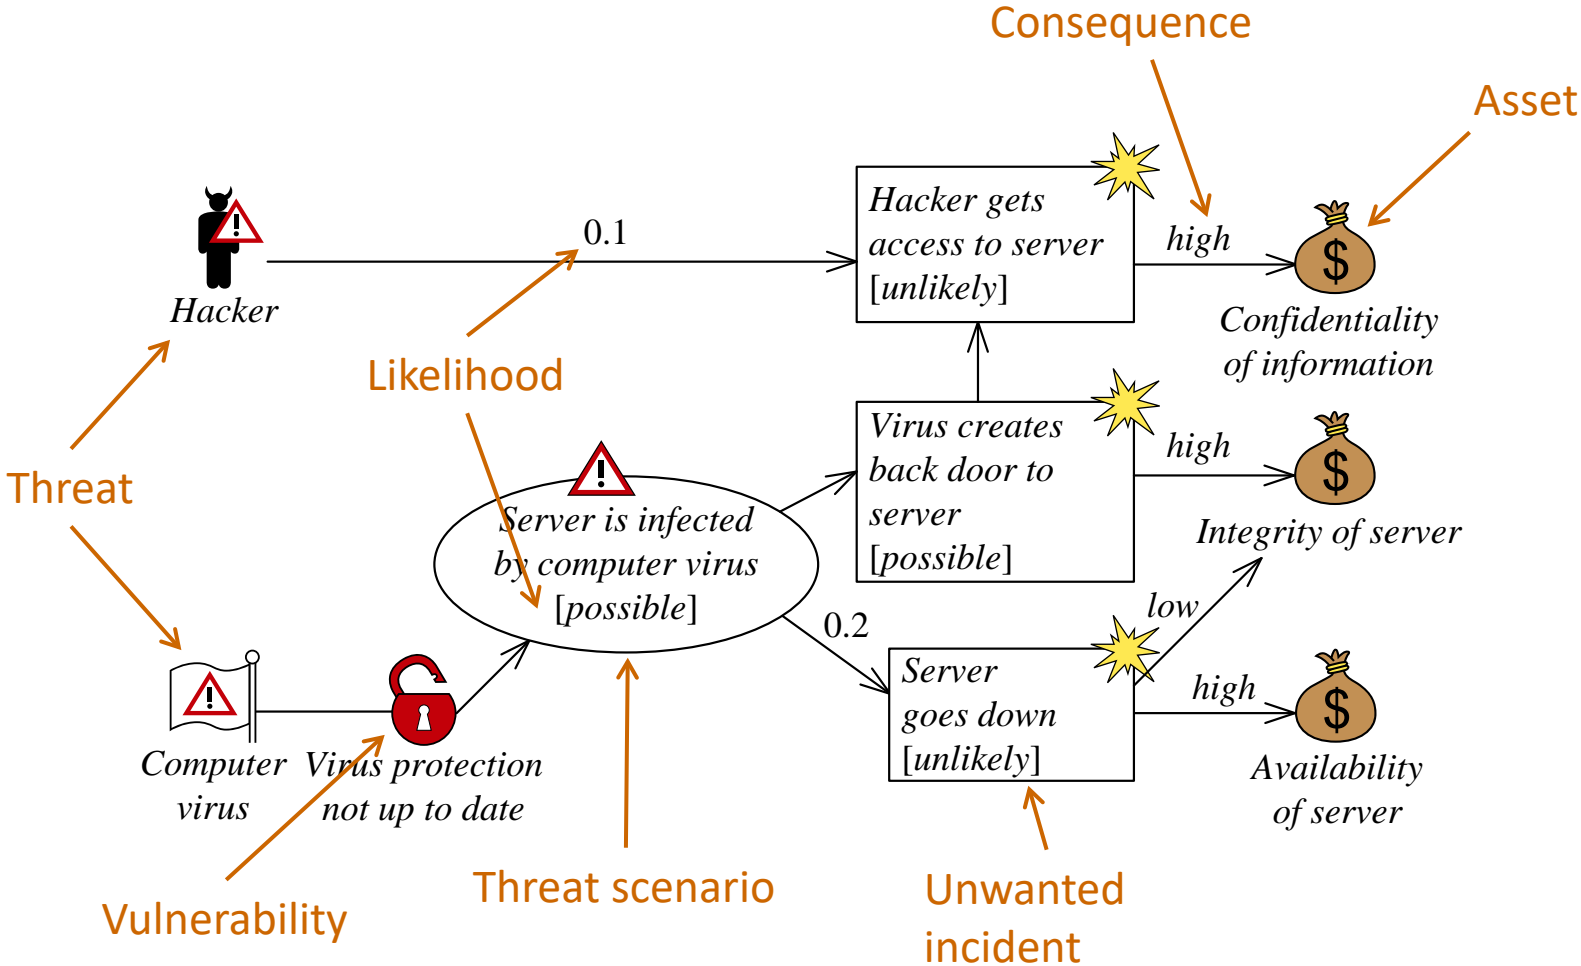 Consequence
Asset
Hacker gets
access to server
[unlikely]
0.1
high
$
Hacker
Confidentiality
of information
Likelihood
Virus creates
back door to
server
[possible]
high
$
Threat
Server is infected
by computer virus
[possible]
Integrity of server
0.2
low
Server
goes down
[unlikely]
high
$
Computer
virus
Virus protection
not up to date
Availability
of server
Vulnerability
Threat scenario
Unwanted
incident